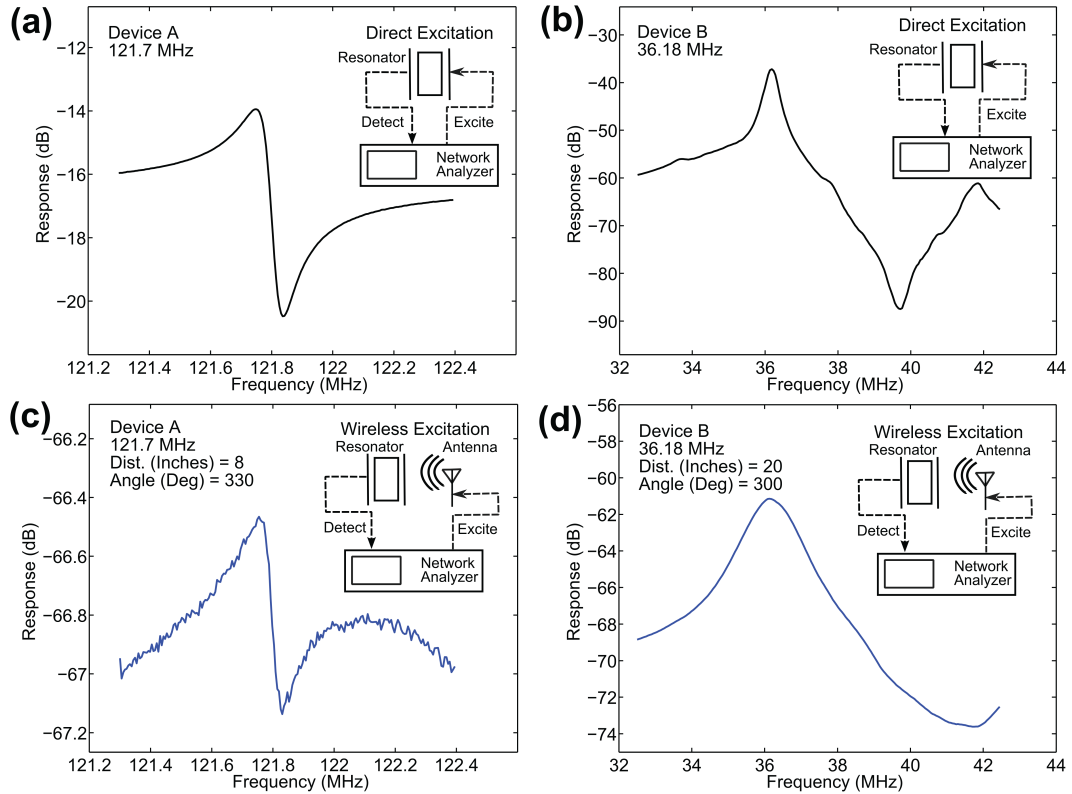 (a)
Device A
121.7 MHz
Direct Excitation
Resonator
Detect
Excite
Network
Analyzer
−12
−14
−16
−18
−20
Response (dB)
121.2 121.4 121.6 121.8 122 122.2 122.4
Frequency (MHz)
(b)
Device B
36.18 MHz
Direct Excitation
Resonator
Detect
Excite
Network
Analyzer
−30
−40
−50
−60
−70
−80
−90
Response (dB)
32 34 36 38 40 42 44
Frequency (MHz)
(c)
Device A
121.7 MHz
Dist. (Inches) = 8
Angle (Deg) = 330
Wireless Excitation
Resonator Antenna
Detect
Excite
Network
Analyzer
−66.2
−66.4
−66.6
−66.8
−67
−67.2
Response (dB)
121.2 121.4 121.6 121.8 122 122.2 122.4
Frequency (MHz)
(d)
Device B
36.18 MHz
Dist. (Inches) = 20
Angle (Deg) = 300
Wireless Excitation
Resonator Antenna
Detect
Excite
Network
Analyzer
−56
−58
−60
−62
−64
−66
−68
−70
−72
−74
Response (dB)
32 34 36 38 40 42 44
Frequency (MHz)